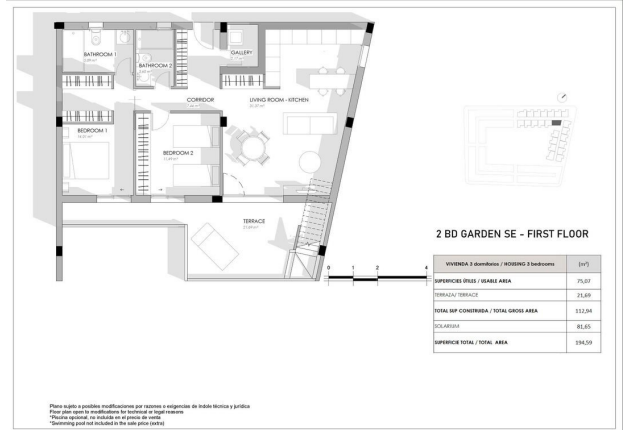 BATHROOM 1
BATHROOM 2
GALLERY
CORRIDOR
LIVING ROOM - KITCHEN
BEDROOM 1
BEDROOM 2
TERRACE
21,69 m²
0 1 2 4
2 BD GARDEN SE - FIRST FLOOR
VIVIENDA 3 dormitorios / HOUSING 3 bedrooms (m²)
SUPERFICIES ÚTILES / USABLE AREA 75,07
TERRAZA/ TERRACE 21,69
TOTAL SUP CONSTRUIDA / TOTAL GROSS AREA 112,94
SOLARIUM 81,65
SUPERFICIE TOTAL / TOTAL AREA 194,59
Plano sujeto a posibles modificaciones por razones o exigencias de índole técnica y jurídica
Floor plan open to modifications for technical or legal reasons
*Piscina opcional, no incluida en el precio de venta
*Swimming pool not included in the sale price (extra)